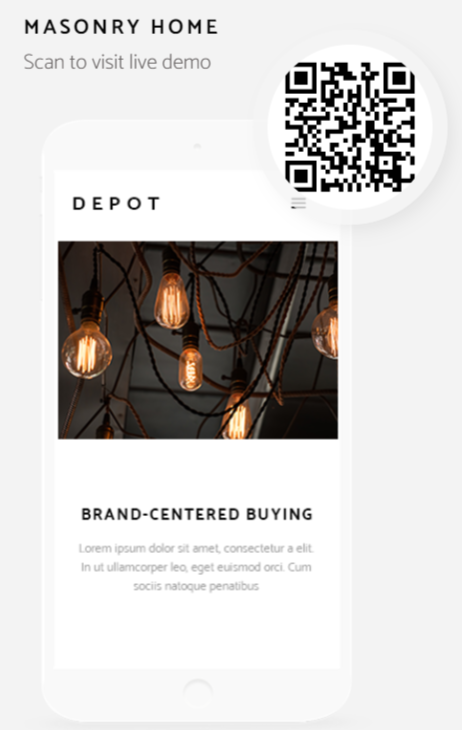 MASONRY HOME
Scan to visit live demo
DEPOT
BRAND-CENTERED BUYING
Lorem ipsum dolor sit amet, consectetur a elit.
In ut ullamcorper leo, eget euismod orci. Cum
sociis natoque penatibus